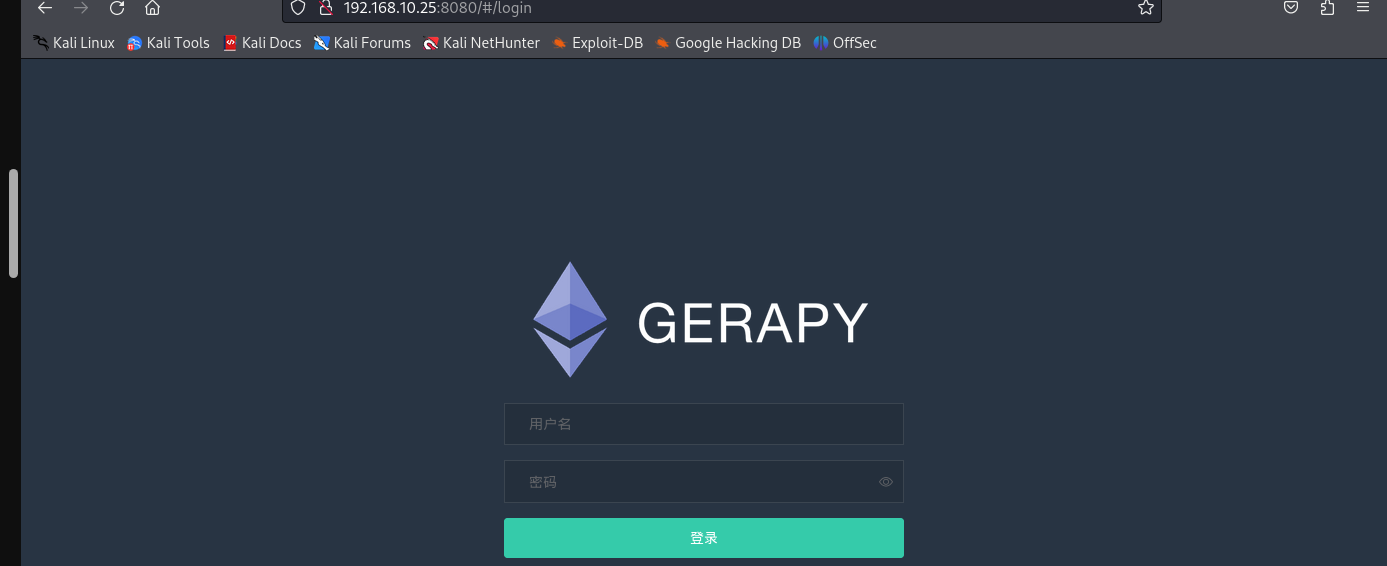 192.168.10.25:8080/#/login
Kali Linux Kali Tools Kali Docs Kali Forums Kali NetHunter Exploit-DB Google Hacking DB OffSec
GERAPY
用户名
密码
登录